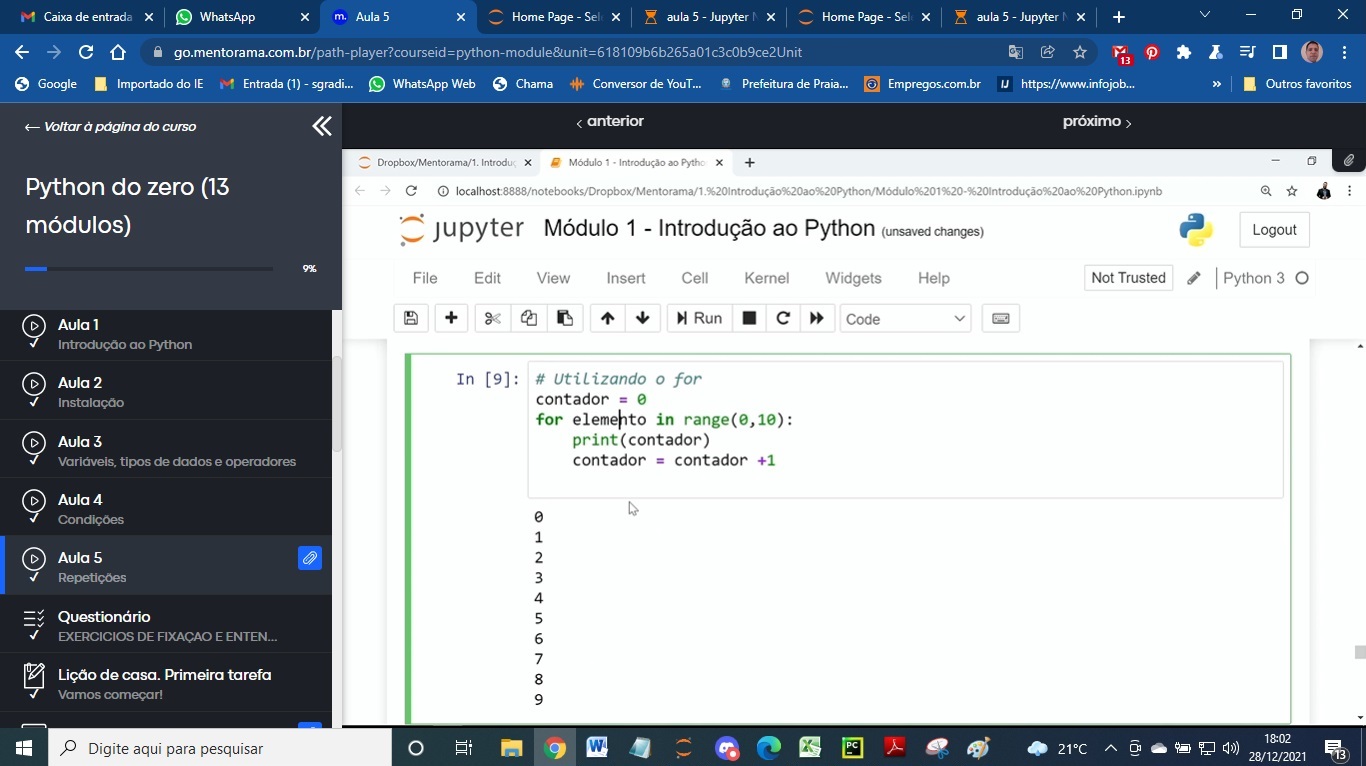 Caixa de entrada
WhatsApp
m. Aula 5
Home Page - Sel
aula 5 - Jupyter N
Home Page - Sel
aula 5 - Jupyter N
go.mentorama.com.br/path-player?courseid=python-module&unit=618109b6b265a01c3c0b9ce2Unit
13
Google
Importado do IE
Entrada (1) - sgradi...
WhatsApp Web
Chama
Conversor de YouT...
Prefeitura de Praia...
Empregos.com.br
https://www.infojob...
»
Outros favoritos
← Voltar à página do curso
Python do zero (13
módulos)
9%
Aula 1
Introdução ao Python
Aula 2
Instalação
Aula 3
Variáveis, tipos de dados e operadores
Aula 4
Condições
Aula 5
Repetições
Questionário
EXERCICIOS DE FIXAÇAO E ENTEN...
Lição de casa. Primeira tarefa
Vamos começar!
‹ anterior
próximo ›
Dropbox/Mentorama/1. Introduç
Módulo 1 - Introdução ao Pytho
localhost:8888/notebooks/Dropbox/Mentorama/1.%20Introdução%20ao%20Python/Módulo%201%20-%20Introdução%20ao%20Python.ipynb
jupyter Módulo 1 - Introdução ao Python (unsaved changes)
Logout
File Edit View Insert Cell Kernel Widgets Help
Not Trusted
Python 3
Run
Code
In [9]: # Utilizando o for
contador = 0
for elemento in range(0,10):
print(contador)
contador = contador +1
0
1
2
3
4
5
6
7
8
9
Digite aqui para pesquisar
PC
21°C
18:02
28/12/2021
13